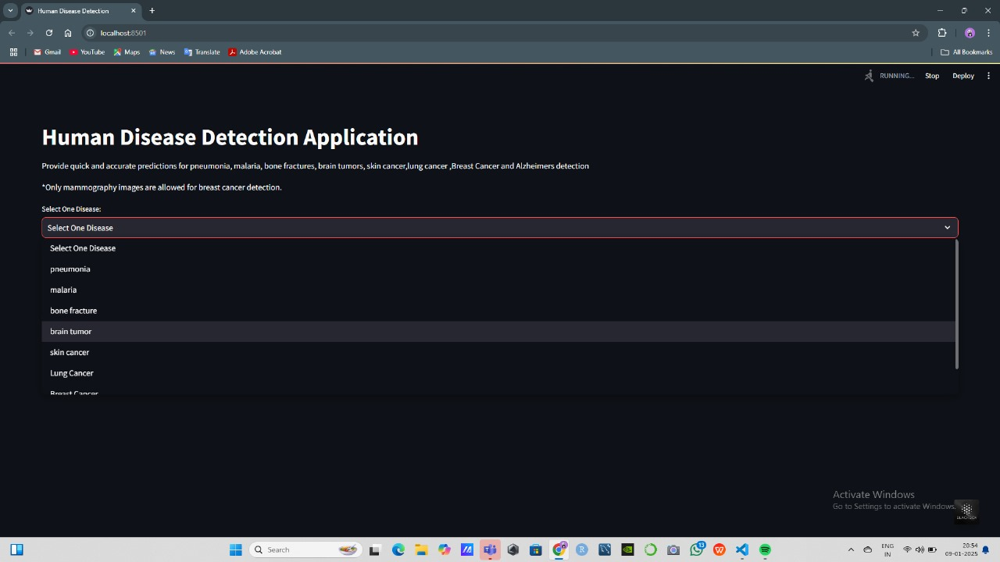 Human Disease Detection
localhost:8501
Gmail
YouTube
Maps
News
Translate
Adobe Acrobat
All Bookmarks
RUNNING...
Stop
Deploy
Human Disease Detection Application
Provide quick and accurate predictions for pneumonia, malaria, bone fractures, brain tumors, skin cancer,lung cancer ,Breast Cancer and Alzheimers detection
*Only mammography images are allowed for breast cancer detection.
Select One Disease:
Select One Disease
Select One Disease
pneumonia
malaria
bone fracture
brain tumor
skin cancer
Lung Cancer
Breast Cancer
Activate Windows
Go to Settings to activate Windows.
BLACKBOX
Search
13
ENG
IN
20:54
09-01-2025